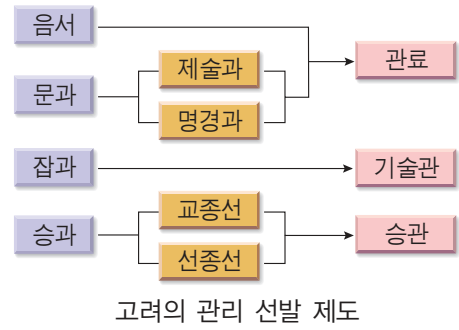 음서
제술과
관료
문과
명경과
잡과
기술관
교종선
승과
승관
선종선
고려의 관리 선발 제도